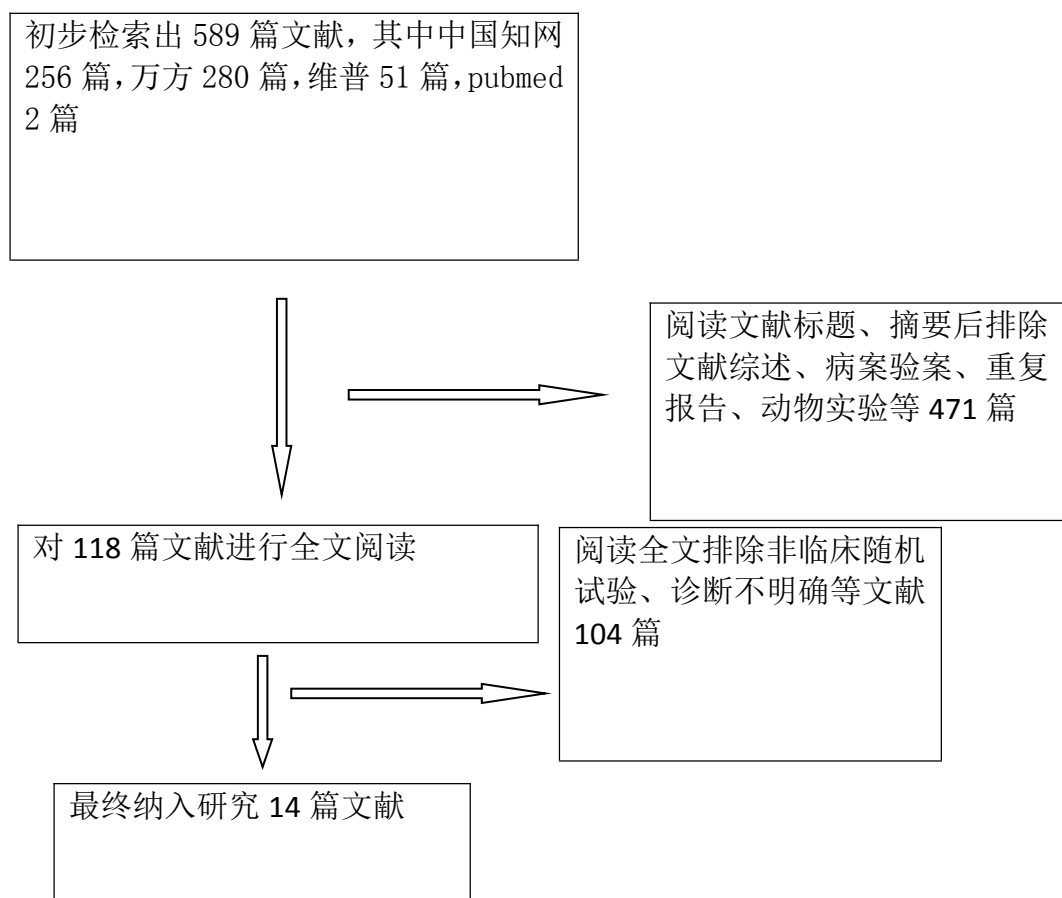 初步检索出 589 篇文献，其中中国知网
256 篇，万方 280 篇，维普 51 篇，pubmed
2 篇
阅读文献标题、摘要后排除
文献综述、病案验案、重复
报告、动物实验等 471 篇
对 118 篇文献进行全文阅读
阅读全文排除非临床随机
试验、诊断不明确等文献
104 篇
最终纳入研究 14 篇文献